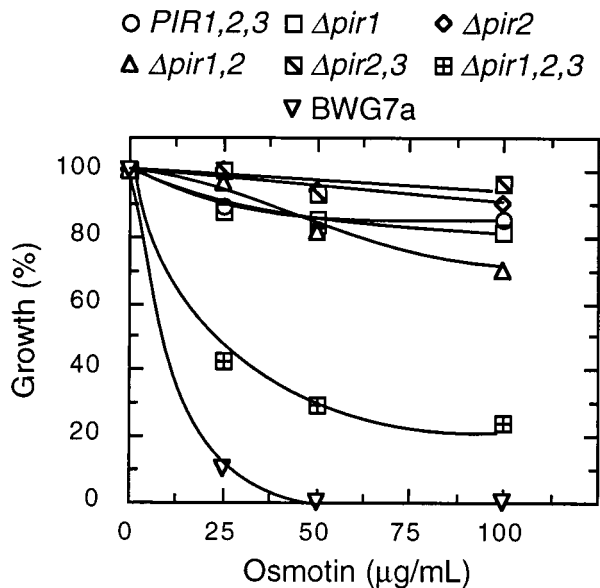 PIR1,2,3 Δpir1 Δpir2
Δpir1,2 Δpir2,3 Δpir1,2,3
BWG7a
100
80
60
40
20
0
Growth (%)
0 25 50 75 100
Osmotin (μg/mL)